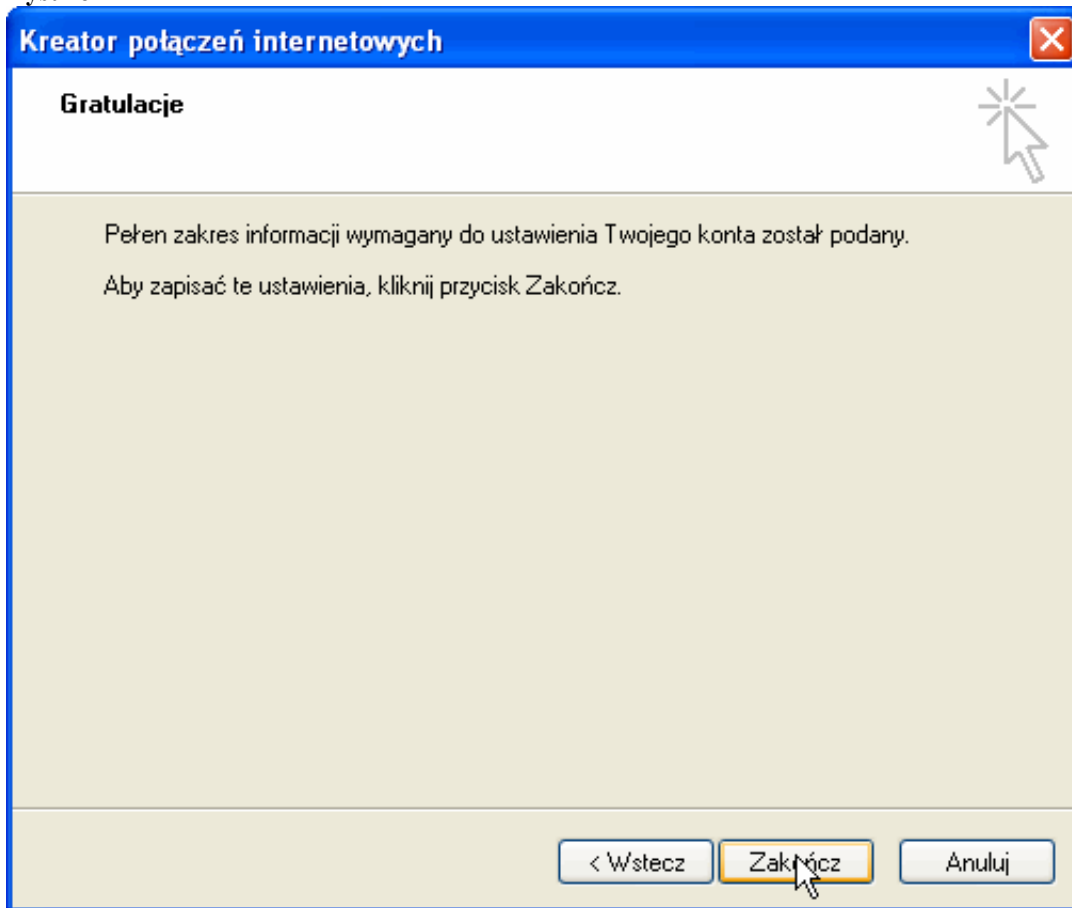 Kreator połączeń internetowych
Gratulacje
Pełen zakres informacji wymagany do ustawienia Twojego konta został podany.
Aby zapisać te ustawienia, kliknij przycisk Zakończ.
< Wstecz Zakończ Anuluj